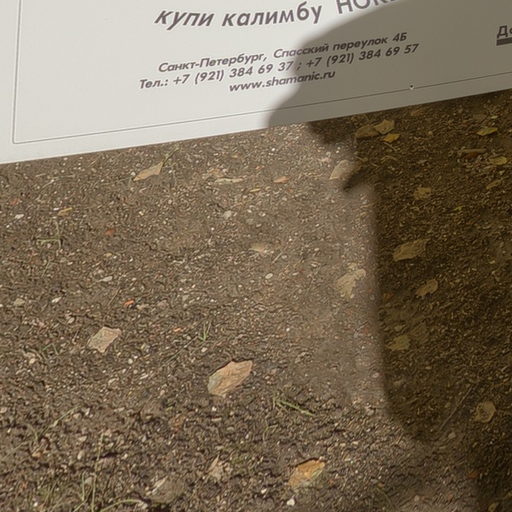 купи калимбу
Санкт-Петербург, Спасский переулок 4Б
Тел.: +7 (921) 384 69 37 ; +7 (921) 384 69 57
www.shamanic.ru